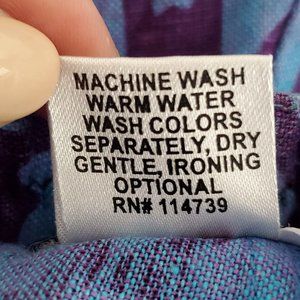 MACHINE WASH
WARM WATER
WASH COLORS
SEPARATELY, DRY
GENTLE, IRONING
OPTIONAL
RN# 114739